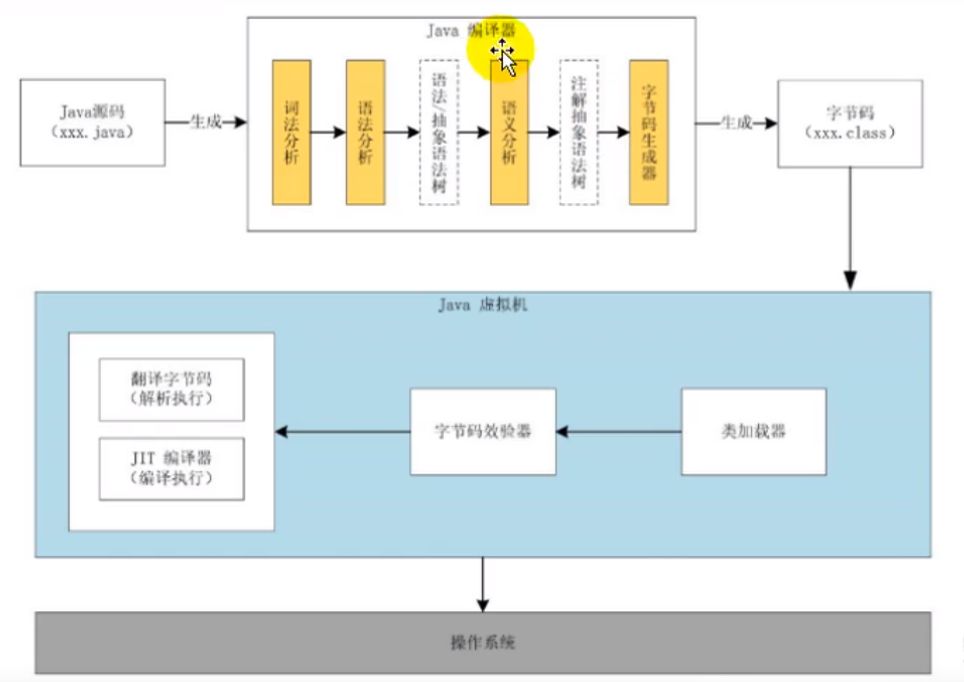 Java 编译器
Java源码
（xxx.java）
生成
词法分析
语法分析
语法/抽象语法树
语义分析
注解抽象语法树
字节码生成器
生成
字节码
（xxx.class）
Java 虚拟机
翻译字节码
（解析执行）
JIT 编译器
（编译执行）
字节码效验器
类加载器
操作系统